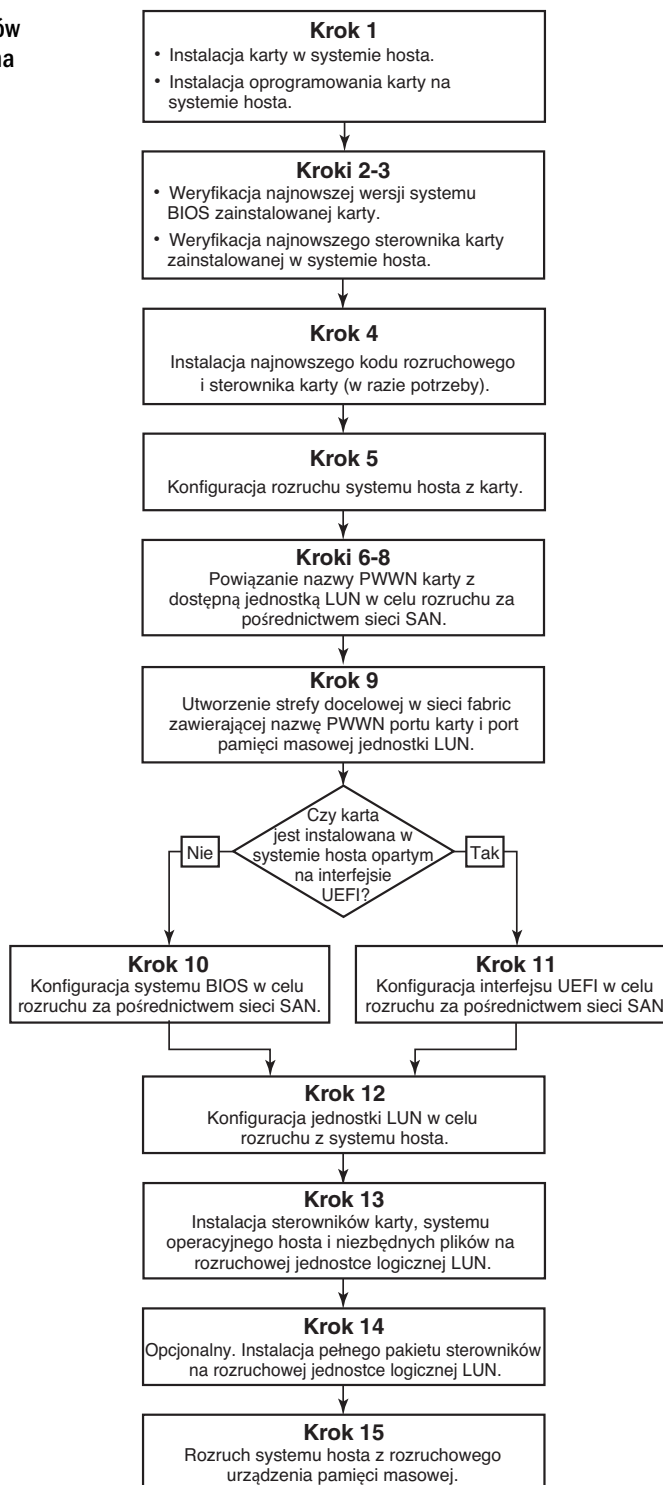 ów
na
Krok 1
• Instalacja karty w systemie hosta.
• Instalacja oprogramowania karty na
systemie hosta.
Kroki 2-3
• Weryfikacja najnowszej wersji systemu
BIOS zainstalowanej karty.
• Weryfikacja najnowszego sterownika karty
zainstalowanej w systemie hosta.
Krok 4
Instalacja najnowszego kodu rozruchowego
i sterownika karty (w razie potrzeby).
Krok 5
Konfiguracja rozruchu systemu hosta z karty.
Kroki 6-8
Powiązanie nazwy PWWN karty z
dostępną jednostką LUN w celu rozruchu za
pośrednictwem sieci SAN.
Krok 9
Utworzenie strefy docelowej w sieci fabric
zawierającej nazwę PWWN portu karty i port
pamięci masowej jednostki LUN.
Czy karta
jest instalowana w
systemie hosta opartym
na interfejsie
UEFI?
Nie
Tak
Krok 10
Konfiguracja systemu BIOS w celu
rozruchu za pośrednictwem sieci SAN.
Krok 11
Konfiguracja interfejsu UEFI w celu
rozruchu za pośrednictwem sieci SAN
Krok 12
Konfiguracja jednostki LUN w celu
rozruchu z systemu hosta.
Krok 13
Instalacja sterowników karty, systemu
operacyjnego hosta i niezbędnych plików na
rozruchowej jednostce logicznej LUN.
Krok 14
Opcjonalny. Instalacja pełnego pakietu sterowników
na rozruchowej jednostce logicznej LUN.
Krok 15
Rozruch systemu hosta z rozruchowego
urządzenia pamięci masowej.